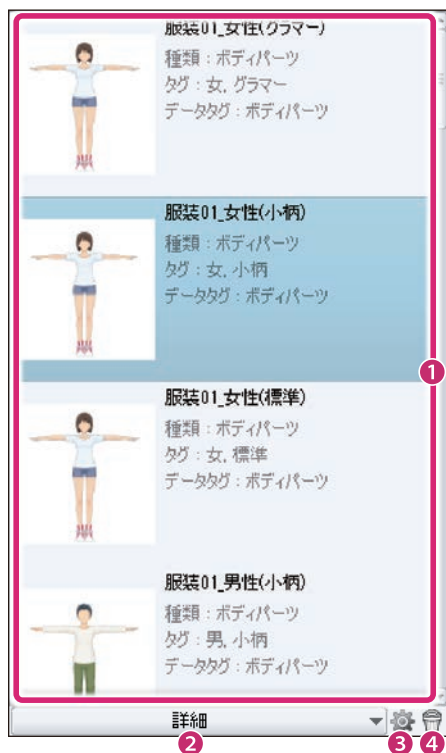 服装01_女性(グラマー)
種類:ボディパーツ
タグ:女, グラマー
データタグ:ボディパーツ
服装01_女性(小柄)
種類:ボディパーツ
タグ:女, 小柄
データタグ:ボディパーツ
服装01_女性(標準)
種類:ボディパーツ
タグ:女, 標準
データタグ:ボディパーツ
服装01_男性(小柄)
種類:ボディパーツ
タグ:男, 小柄
データタグ:ボディパーツ
1
詳細
2 3 4